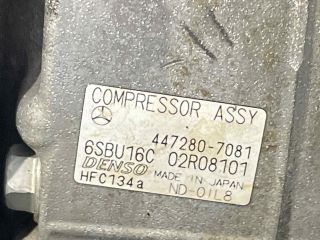 COMPRESSOR ASSY
447280-7081
6SBU16C 02R08101
DENSO MADE IN JAPAN
HFC134a ND-OIL8